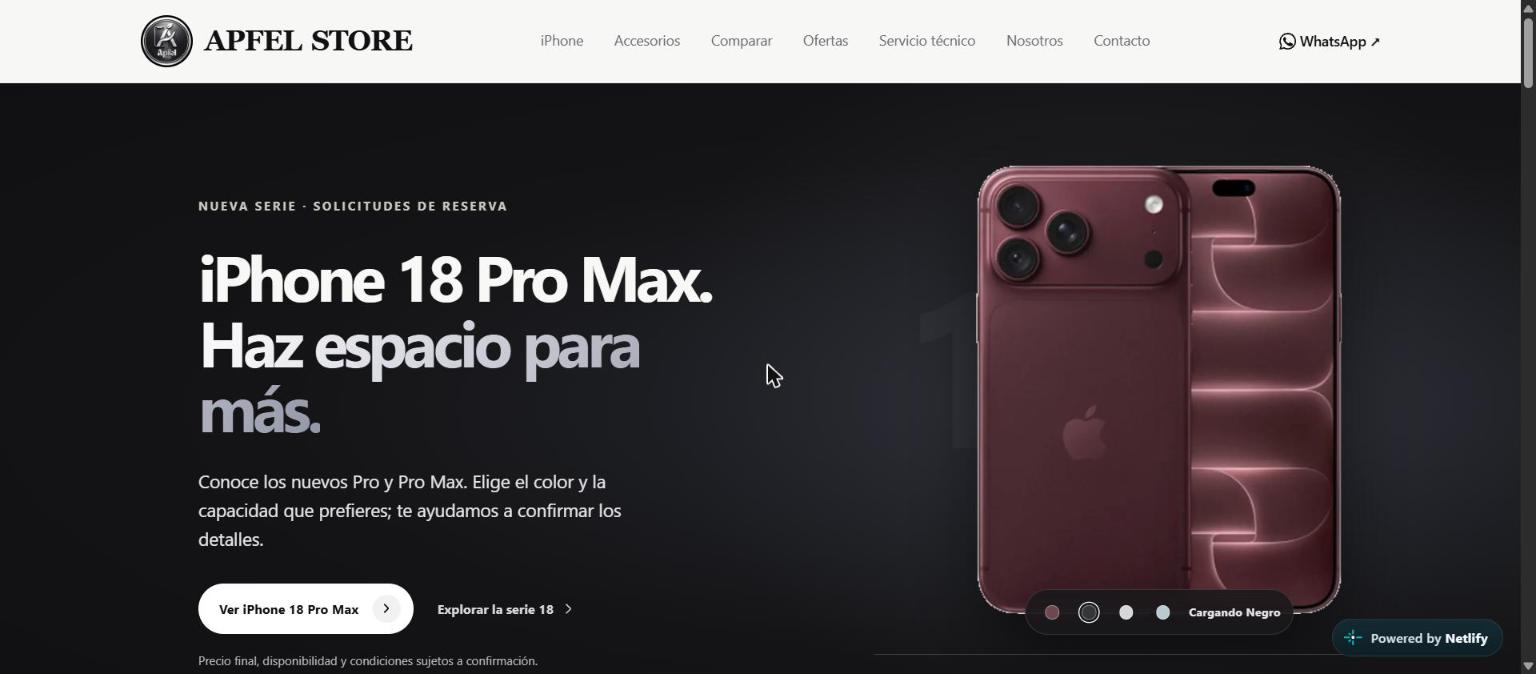 Apfel
APFEL STORE
iPhone
Accesorios
Comparar
Ofertas
Servicio técnico
Nosotros
Contacto
WhatsApp ↗
NUEVA SERIE · SOLICITUDES DE RESERVA
iPhone 18 Pro Max.
Haz espacio para
más.
Conoce los nuevos Pro y Pro Max. Elige el color y la
capacidad que prefieres; te ayudamos a confirmar los
detalles.
Ver iPhone 18 Pro Max
Explorar la serie 18
Precio final, disponibilidad y condiciones sujetos a confirmación.
Cargando Negro
Powered by Netlify